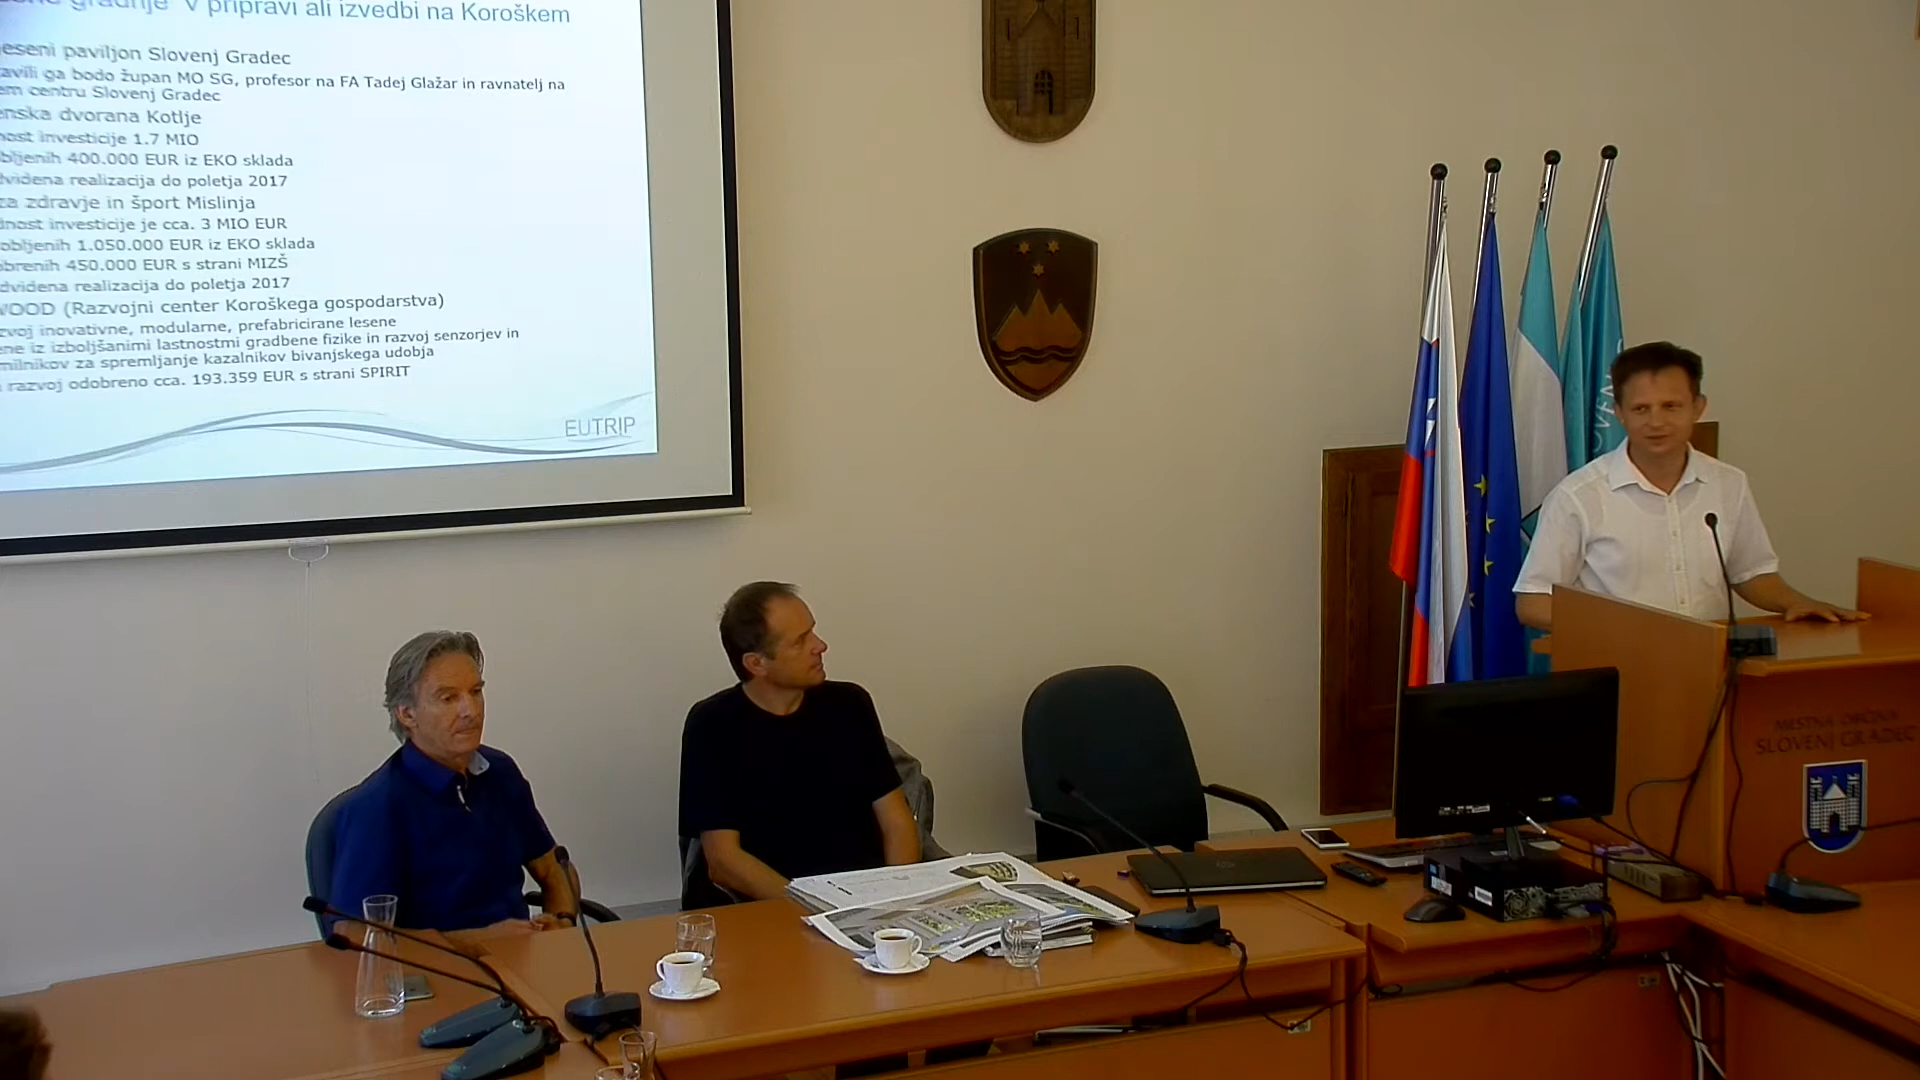 gradnje v pripravi ali izvedbi na Koroškem
eseni paviljon Slovenj Gradec
avili ga bodo župan MO SG, profesor na FA Tadej Glažar in ravnatelj na
em centru Slovenj Gradec
enska dvorana Kotlje
nost investicije 1.7 MIO
bljenih 400.000 EUR iz EKO sklada
dvidena realizacija do poletja 2017
za zdravje in šport Mislinja
dnost investicije je cca. 3 MIO EUR
obljenih 1.050.000 EUR iz EKO sklada
obrenih 450.000 EUR s strani MIZŠ
dvidena realizacija do poletja 2017
WOOD (Razvojni center Koroškega gospodarstva)
zvoj inovativne, modularne, prefabricirane lesene
ene iz izboljšanimi lastnostmi gradbene fizike in razvoj senzorjev in
milnikov za spremljanje kazalnikov bivanjskega udobja
razvoj odobreno cca. 193.359 EUR s strani SPIRIT
EUTRIP
MESTNA OBČINA
SLOVENJ GRADEC